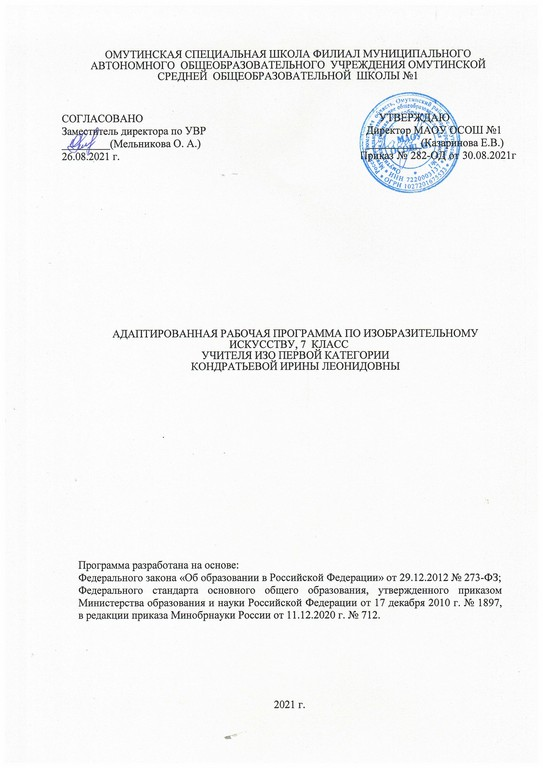 ОМУТИНСКАЯ СПЕЦИАЛЬНАЯ ШКОЛА ФИЛИАЛ МУНИЦИПАЛЬНОГО
АВТОНОМНОГО ОБЩЕОБРАЗОВАТЕЛЬНОГО УЧРЕЖДЕНИЯ ОМУТИНСКОЙ
СРЕДНЕЙ ОБЩЕОБРАЗОВАТЕЛЬНОЙ ШКОЛЫ №1
СОГЛАСОВАНО УТВЕРЖДАЮ
Заместитель директора по УВР Директор МАОУ ОСОШ №1
(Мельникова О. А.) (Казаринова Е.В.)
26.08.2021 г. Приказ № 282-ОД от 30.08.2021г
МАОУ
ИНН 7220003137
ОГРН 1027201675533
АДАПТИРОВАННАЯ РАБОЧАЯ ПРОГРАММА ПО ИЗОБРАЗИТЕЛЬНОМУ
ИСКУССТВУ, 7 КЛАСС
УЧИТЕЛЯ ИЗО ПЕРВОЙ КАТЕГОРИИ
КОНДРАТЬЕВОЙ ИРИНЫ ЛЕОНИДОВНЫ
Программа разработана на основе:
Федерального закона «Об образовании в Российской Федерации» от 29.12.2012 № 273-ФЗ;
Федерального стандарта основного общего образования, утвержденного приказом
Министерства образования и науки Российской Федерации от 17 декабря 2010 г. № 1897,
в редакции приказа Минобрнауки России от 11.12.2020 г. № 712.
2021 г.